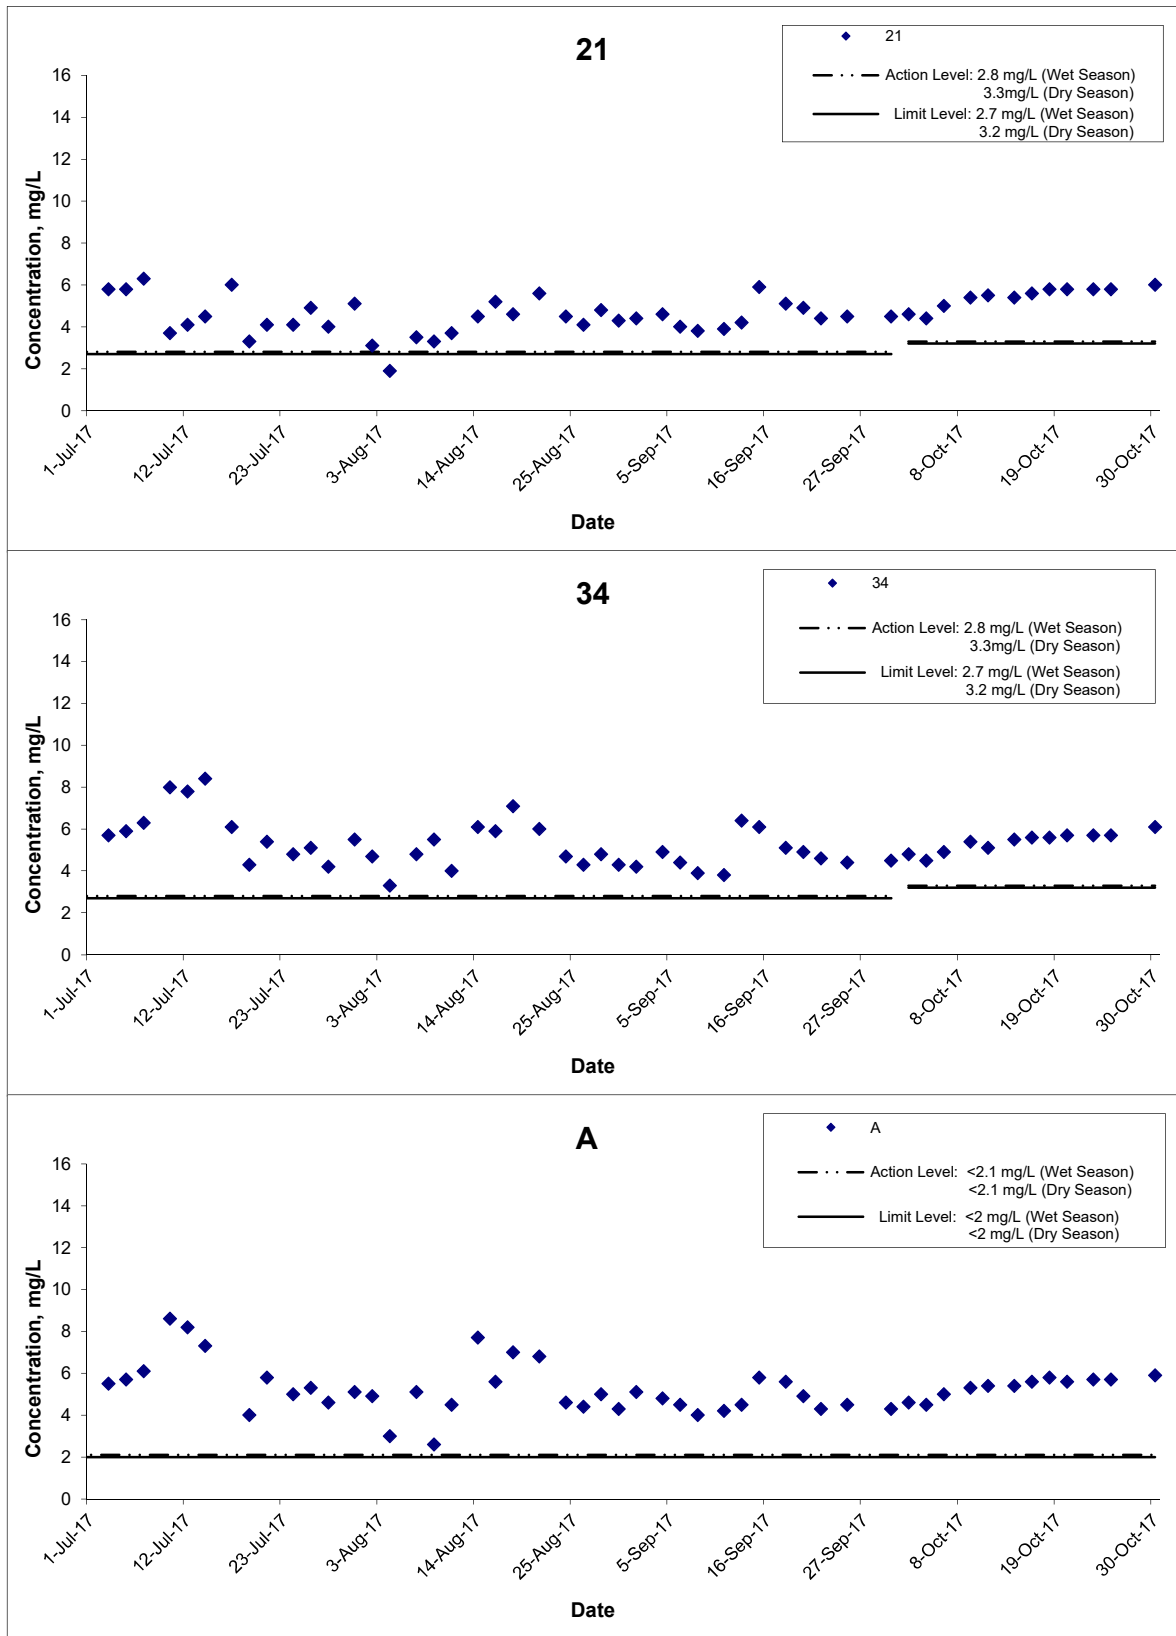 21
21
Action Level: 2.8 mg/L (Wet Season)
3.3mg/L (Dry Season)
Limit Level: 2.7 mg/L (Wet Season)
3.2 mg/L (Dry Season)
Concentration, mg/L
16
14
12
10
8
6
4
2
0
1-Jul-17
12-Jul-17
23-Jul-17
3-Aug-17
14-Aug-17
25-Aug-17
5-Sep-17
16-Sep-17
27-Sep-17
8-Oct-17
19-Oct-17
30-Oct-17
Date
34
34
Action Level: 2.8 mg/L (Wet Season)
3.3mg/L (Dry Season)
Limit Level: 2.7 mg/L (Wet Season)
3.2 mg/L (Dry Season)
Concentration, mg/L
16
14
12
10
8
6
4
2
0
1-Jul-17
12-Jul-17
23-Jul-17
3-Aug-17
14-Aug-17
25-Aug-17
5-Sep-17
16-Sep-17
27-Sep-17
8-Oct-17
19-Oct-17
30-Oct-17
Date
A
A
Action Level: <2.1 mg/L (Wet Season)
<2.1 mg/L (Dry Season)
Limit Level: <2 mg/L (Wet Season)
<2 mg/L (Dry Season)
Concentration, mg/L
16
14
12
10
8
6
4
2
0
1-Jul-17
12-Jul-17
23-Jul-17
3-Aug-17
14-Aug-17
25-Aug-17
5-Sep-17
16-Sep-17
27-Sep-17
8-Oct-17
19-Oct-17
30-Oct-17
Date